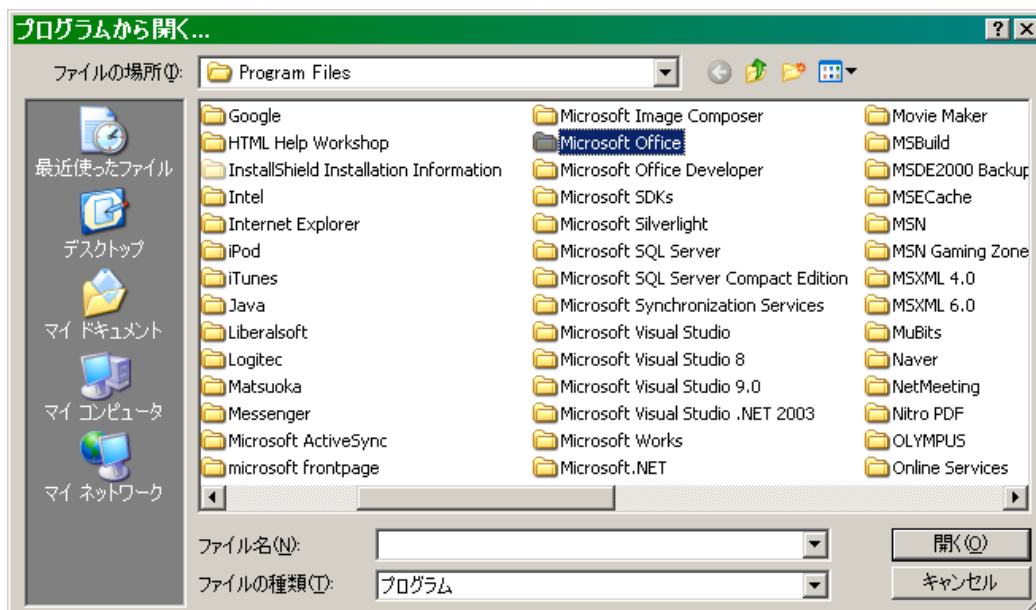 プログラムから開く...
ファイルの場所(I):
Program Files
最近使ったファイル
デスクトップ
マイ ドキュメント
マイ コンピュータ
マイ ネットワーク
Google
HTML Help Workshop
InstallShield Installation Information
Intel
Internet Explorer
iPod
iTunes
Java
Liberalsoft
Logitec
Matsuoka
Messenger
Microsoft ActiveSync
microsoft frontpage
Microsoft Image Composer
Microsoft Office
Microsoft Office Developer
Microsoft SDKs
Microsoft Silverlight
Microsoft SQL Server
Microsoft SQL Server Compact Edition
Microsoft Synchronization Services
Microsoft Visual Studio
Microsoft Visual Studio 8
Microsoft Visual Studio 9.0
Microsoft Visual Studio .NET 2003
Microsoft Works
Microsoft.NET
Movie Maker
MSBuild
MSDE2000 Backup
MSECache
MSN
MSN Gaming Zone
MSXML 4.0
MSXML 6.0
MuBits
Naver
NetMeeting
Nitro PDF
OLYMPUS
Online Services
ファイル名(N):
開く(O)
ファイルの種類(T):
プログラム
キャンセル